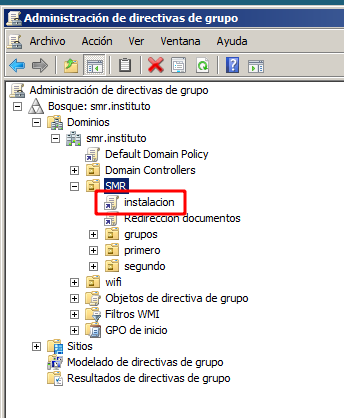 Administración de directivas de grupo
Archivo Acción Ver Ventana Ayuda
Administración de directivas de grupo
Bosque: smr.instituto
Dominios
smr.instituto
Default Domain Policy
Domain Controllers
SMR
instalacion
Redirección documentos
grupos
primero
segundo
wifi
Objetos de directiva de grupo
Filtros WMI
GPO de inicio
Sitios
Modelado de directivas de grupo
Resultados de directivas de grupo